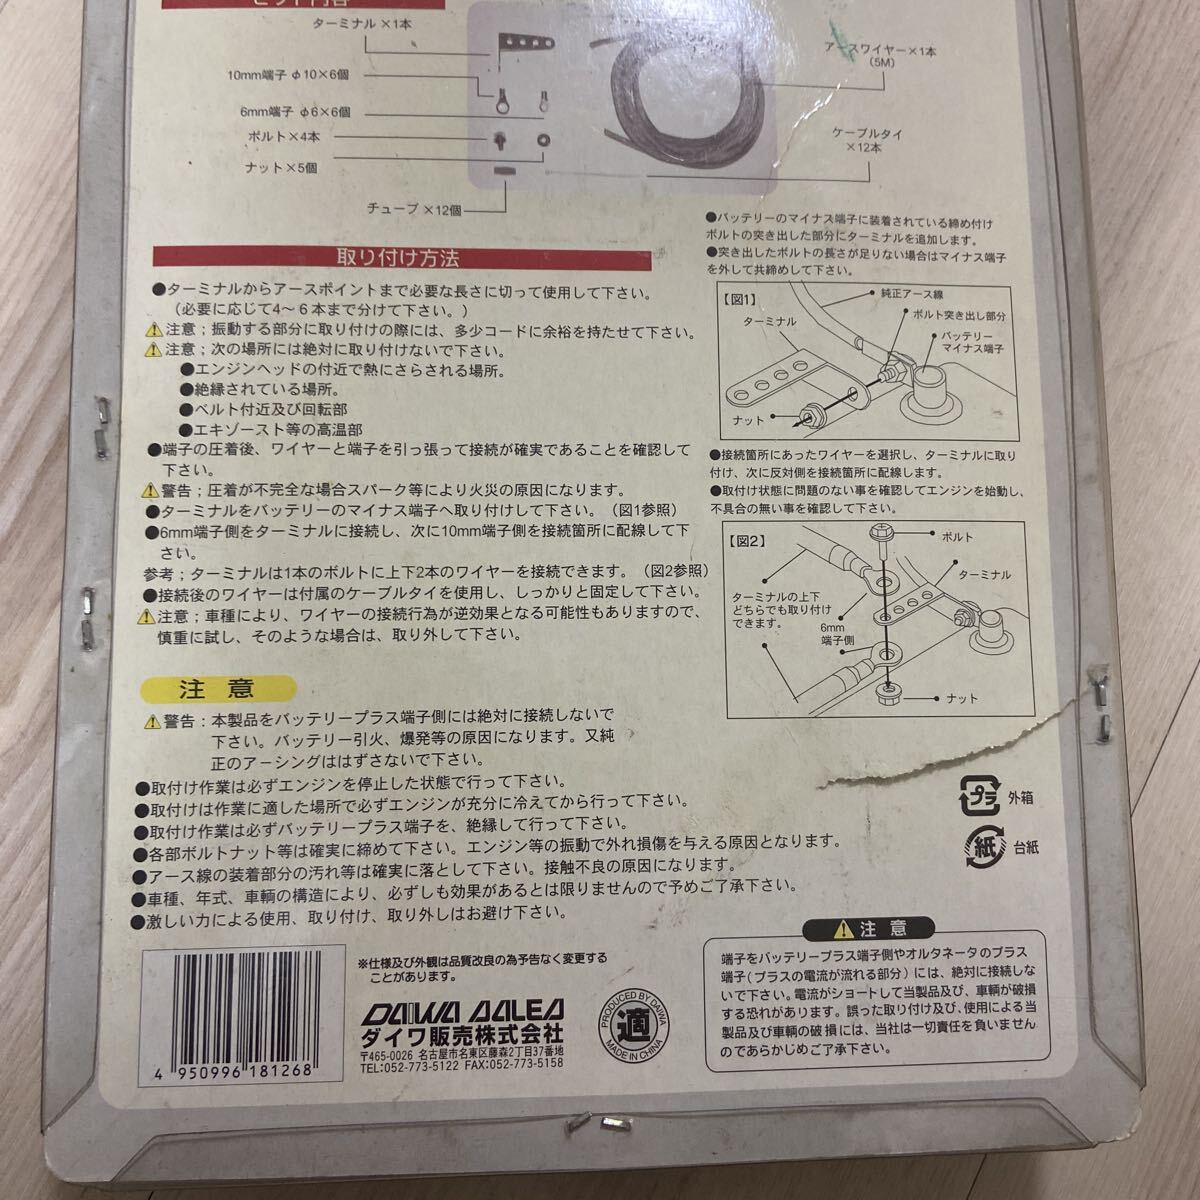 セット内容
ターミナル ×1本
10mm端子 φ10×6個
6mm端子 φ6×6個
ボルト×4本
ナット×5個
チューブ ×12個
アースワイヤー×1本
(5M)
ケーブルタイ
×12本
取り付け方法
●ターミナルからアースポイントまで必要な長さに切って使用して下さい。
（必要に応じて4～６本まで分けて下さい。）
⚠注意；振動する部分に取り付けの際には、多少コードに余裕を持たせて下さい。
⚠注意；次の場所には絶対に取り付けないで下さい。
●エンジンヘッドの付近で熱にさらされる場所。
●絶縁されている場所。
●ベルト付近及び回転部
●エキゾースト等の高温部
●端子の圧着後、ワイヤーと端子を引っ張って接続が確実であることを確認して
下さい。
⚠警告；圧着が不完全な場合スパーク等により火災の原因になります。
●ターミナルをバッテリーのマイナス端子へ取り付けして下さい。（図1参照）
●6mm端子側をターミナルに接続し、次に10mm端子側を接続箇所に配線して下
さい。
参考；ターミナルは1本のボルトに上下2本のワイヤーを接続できます。（図2参照）
●接続後のワイヤーは付属のケーブルタイを使用し、しっかりと固定して下さい。
⚠注意；車種により、ワイヤーの接続行為が逆効果となる可能性もありますので、
慎重に試し、そのような場合は、取り外して下さい。
●バッテリーのマイナス端子に装着されている締め付け
ボルトの突き出した部分にターミナルを追加します。
●突き出したボルトの長さが足りない場合はマイナス端子
を外して共締めして下さい。
【図1】
純正アース線
ターミナル
ボルト突き出し部分
バッテリー
マイナス端子
ナット
●接続箇所にあったワイヤーを選択し、ターミナルに取り
付け、次に反対側を接続箇所に配線します。
●取付け状態に問題のない事を確認してエンジンを始動し、
不具合の無い事を確認して下さい。
【図2】
ボルト
ターミナル
ターミナルの上下
どちらでも取り付け
できます。
6mm
端子側
ナット
注 意
⚠警告：本製品をバッテリープラス端子側には絶対に接続しないで
下さい。バッテリー引火、爆発等の原因になります。又純
正のアーシングははずさないで下さい。
●取付け作業は必ずエンジンを停止した状態で行って下さい。
●取付けは作業に適した場所で必ずエンジンが充分に冷えてから行って下さい。
●取付け作業は必ずバッテリープラス端子を、絶縁して行って下さい。
●各部ボルトナット等は確実に締めて下さい。エンジン等の振動で外れ損傷を与える原因となります。
●アース線の装着部分の汚れ等は確実に落として下さい。接触不良の原因になります。
●車種、年式、車輌の構造により、必ずしも効果があるとは限りませんので予めご了承下さい。
●激しい力による使用、取り付け、取り外しはお避け下さい。
プラ 外箱
紙 台紙
4 950996 181268
※仕様及び外観は品質改良の為予告なく変更する
ことがあります。
DAIWA AALEA
ダイワ販売株式会社
〒465-0026 名古屋市名東区藤森2丁目37番地
TEL:052-773-5122 FAX:052-773-5158
PRODUCED BY DAIWA
適
MADE IN CHINA
⚠注 意
端子をバッテリープラス端子側やオルタネータのプラス
端子（プラスの電流が流れる部分）には、絶対に接続しな
いで下さい。電流がショートして当製品及び、車輌が破損
する恐れがあります。誤った取り付け及び、使用による当
製品及び車輌の破損には、当社は一切責任を負いません
のであらかじめご了承下さい。